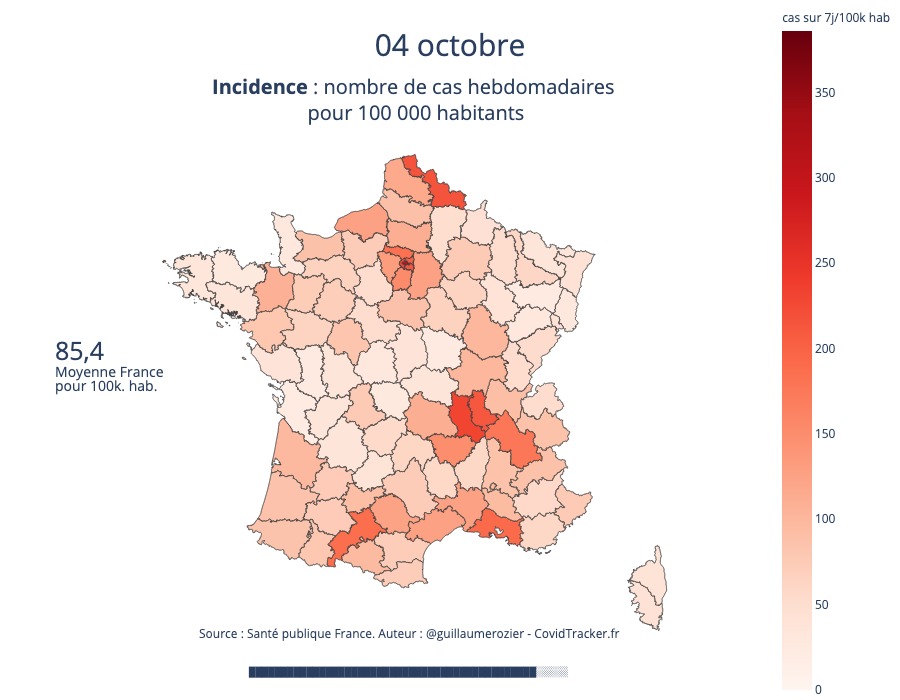 cas sur 7j/100k hab
04 octobre
Incidence : nombre de cas hebdomadaires
pour 100 000 habitants
350
300
250
200
150
100
50
0
85,4
Moyenne France
pour 100k. hab.
Source : Santé publique France. Auteur : @guillaumerozier - CovidTracker.fr